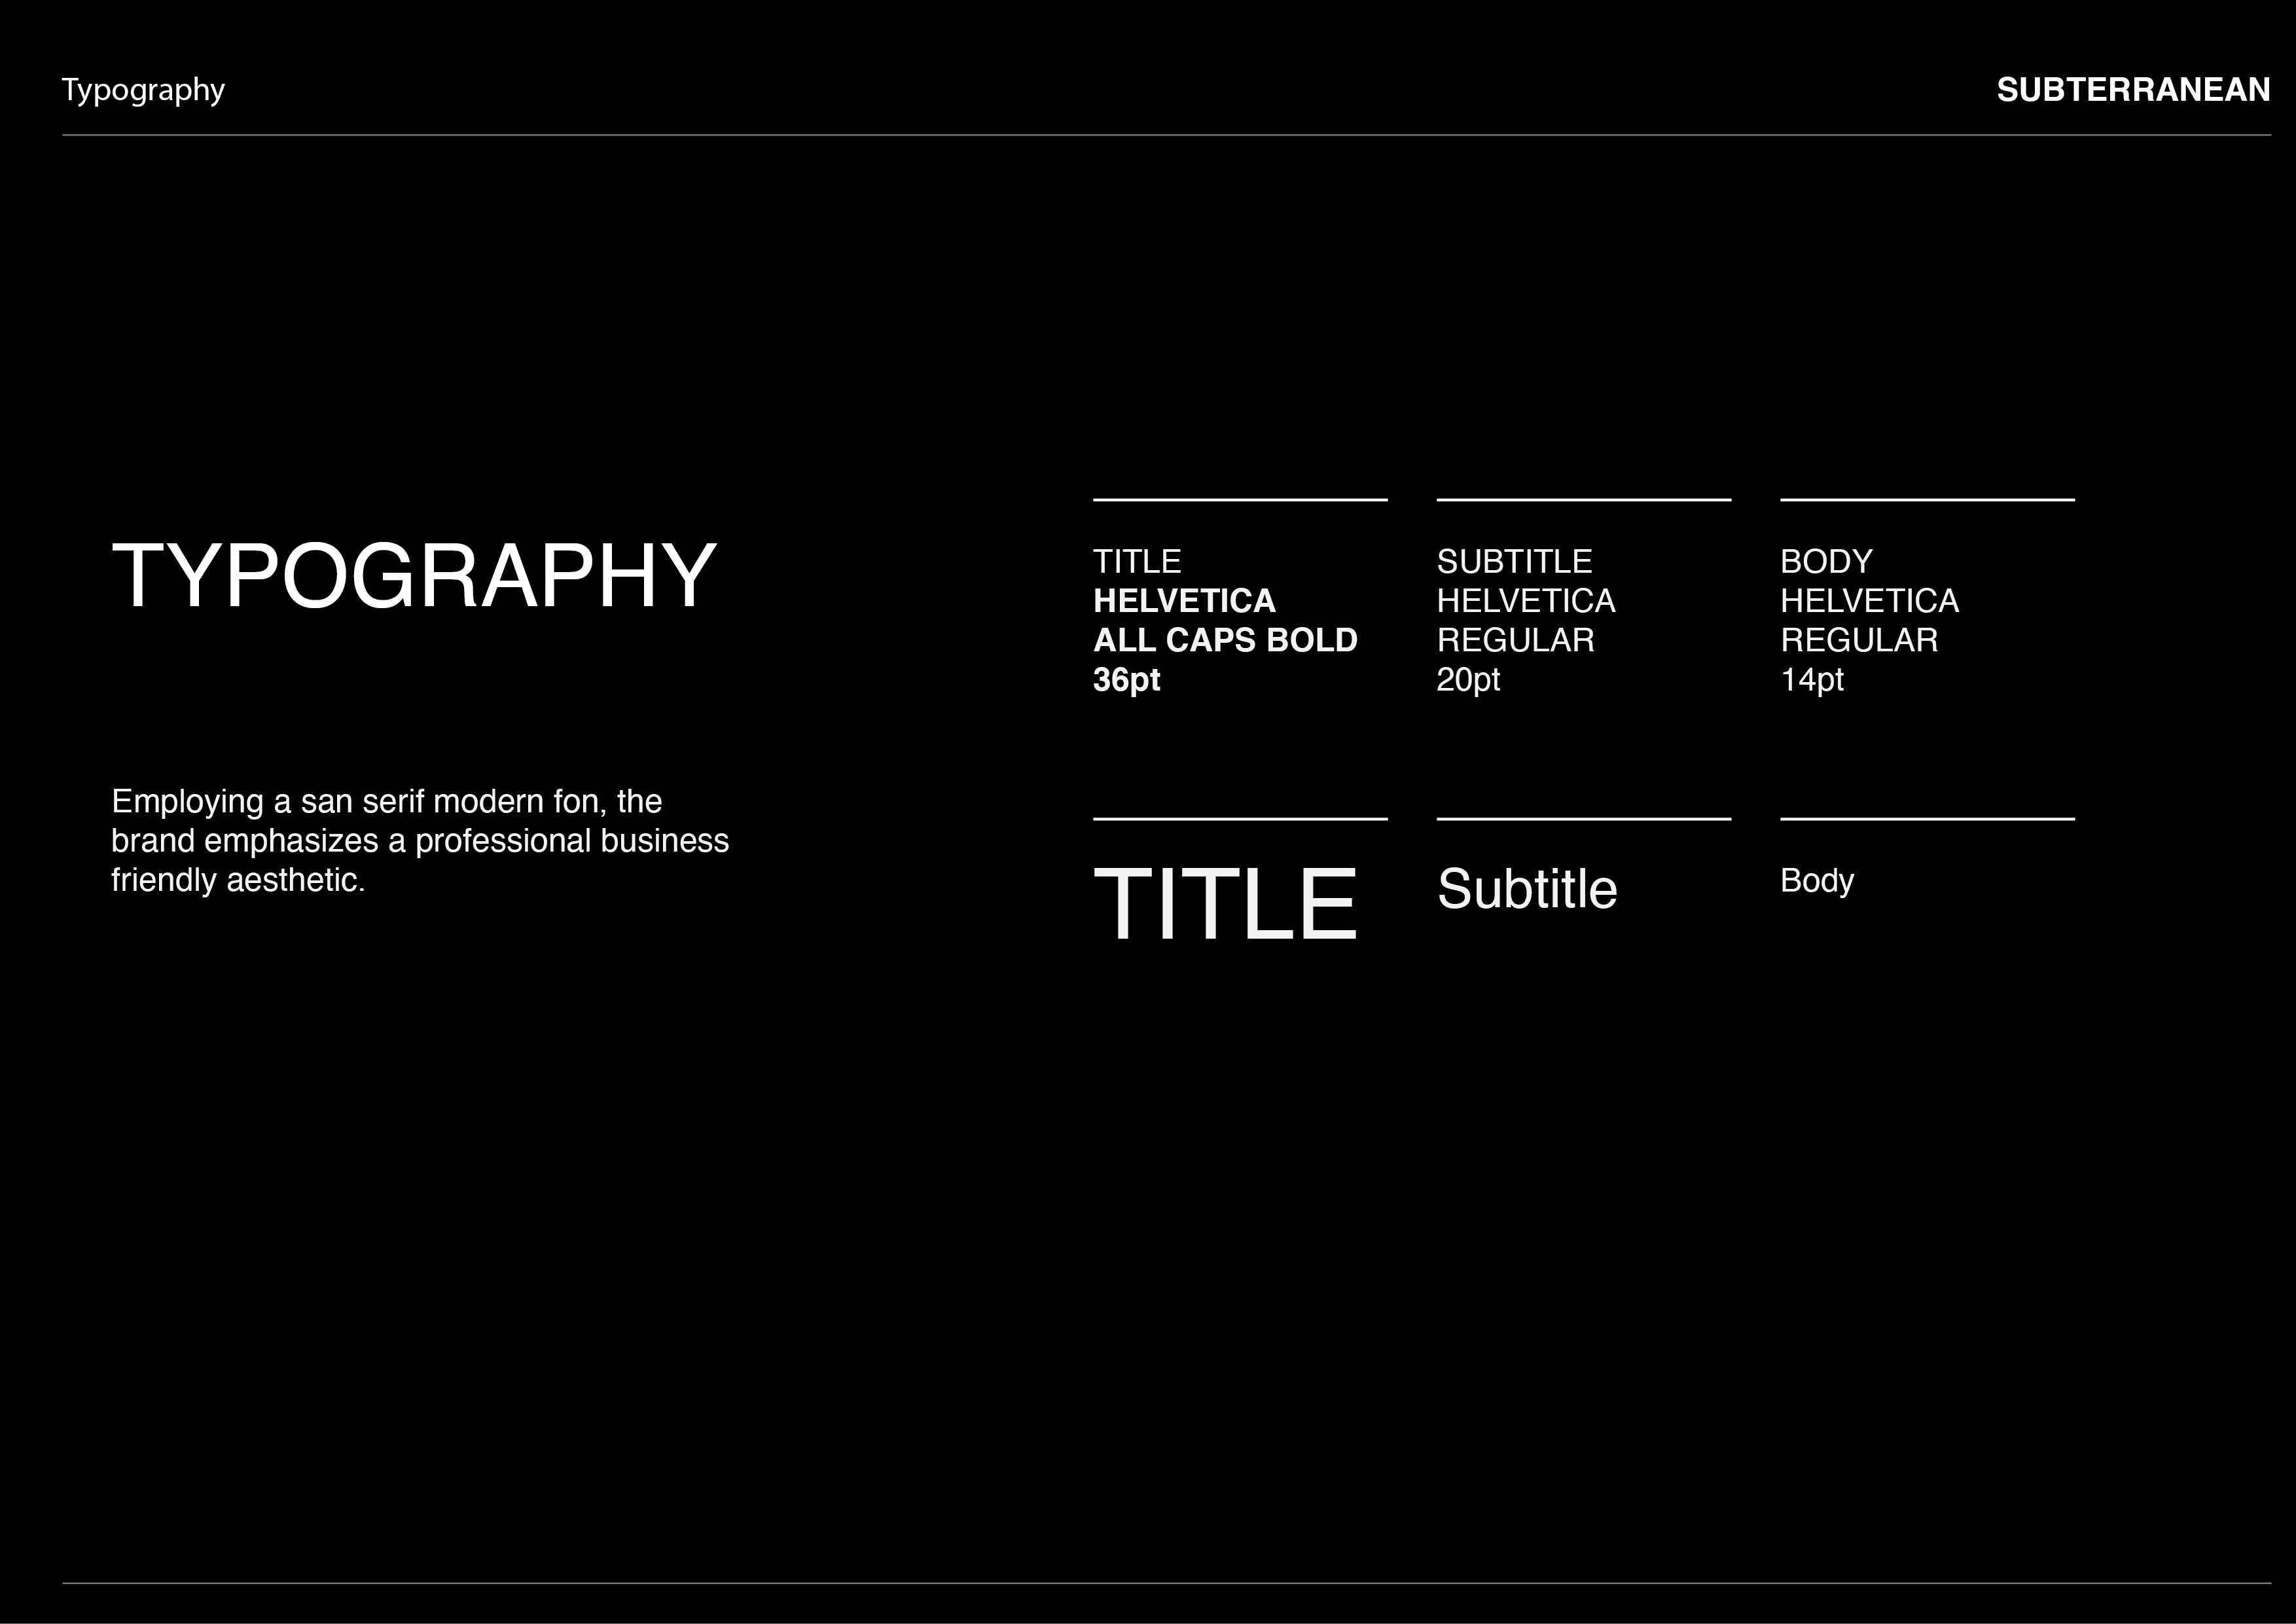 Typography
SUBTERRANEAN
TYPOGRAPHY
Employing a san serif modern fon, the
brand emphasizes a professional business
friendly aesthetic.
TITLE
HELVETICA
ALL CAPS BOLD
36pt
SUBTITLE
HELVETICA
REGULAR
20pt
BODY
HELVETICA
REGULAR
14pt
TITLE
Subtitle
Body